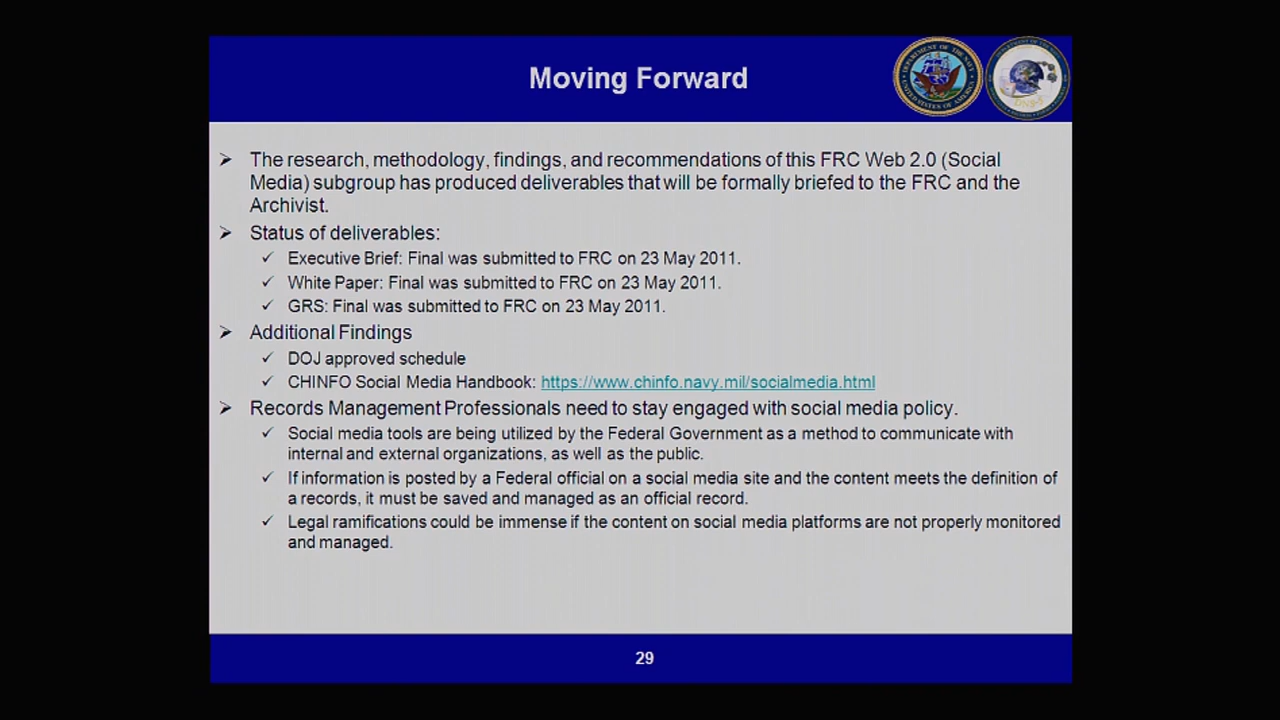 Moving Forward
DEPARTMENT OF THE NAVY
UNITED STATES OF AMERICA
The research, methodology, findings, and recommendations of this FRC Web 2.0 (Social
Media) subgroup has produced deliverables that will be formally briefed to the FRC and the
Archivist.
Status of deliverables:
Executive Brief: Final was submitted to FRC on 23 May 2011.
White Paper: Final was submitted to FRC on 23 May 2011.
GRS: Final was submitted to FRC on 23 May 2011.
Additional Findings
DOJ approved schedule
CHINFO Social Media Handbook: https://www.chinfo.navy.mil/socialmedia.html
Records Management Professionals need to stay engaged with social media policy.
Social media tools are being utilized by the Federal Government as a method to communicate with
internal and external organizations, as well as the public.
If information is posted by a Federal official on a social media site and the content meets the definition of
a records, it must be saved and managed as an official record.
Legal ramifications could be immense if the content on social media platforms are not properly monitored
and managed.
29